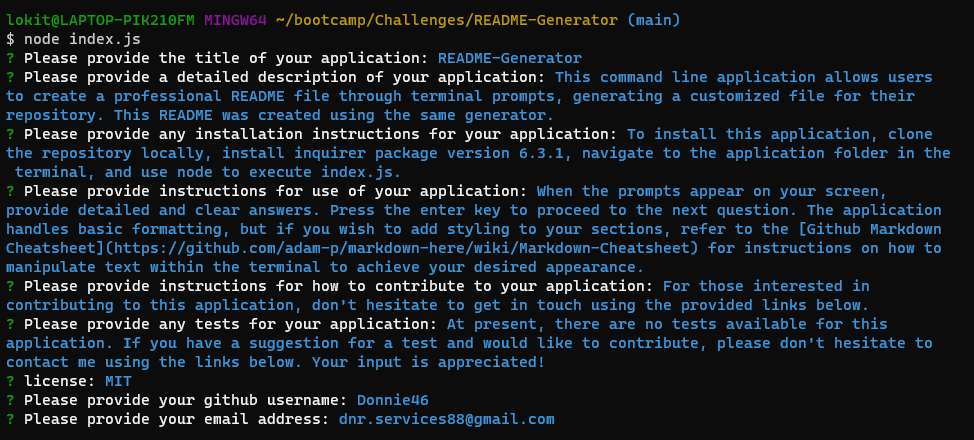 lokit@LAPTOP-PIK210FM MINGW64 ~/bootcamp/Challenges/README-Generator (main)
$ node index.js
? Please provide the title of your application: README-Generator
? Please provide a detailed description of your application: This command line application allows users
to create a professional README file through terminal prompts, generating a customized file for their
repository. This README was created using the same generator.
? Please provide any installation instructions for your application: To install this application, clone
the repository locally, install inquirer package version 6.3.1, navigate to the application folder in the
terminal, and use node to execute index.js.
? Please provide instructions for use of your application: When the prompts appear on your screen,
provide detailed and clear answers. Press the enter key to proceed to the next question. The application
handles basic formatting, but if you wish to add styling to your sections, refer to the [Github Markdown
Cheatsheet](https://github.com/adam-p/markdown-here/wiki/Markdown-Cheatsheet) for instructions on how to
manipulate text within the terminal to achieve your desired appearance.
? Please provide instructions for how to contribute to your application: For those interested in
contributing to this application, don't hesitate to get in touch using the provided links below.
? Please provide any tests for your application: At present, there are no tests available for this
application. If you have a suggestion for a test and would like to contribute, please don't hesitate to
contact me using the links below. Your input is appreciated!
? license: MIT
? Please provide your github username: Donnie46
? Please provide your email address: dnr.services88@gmail.com